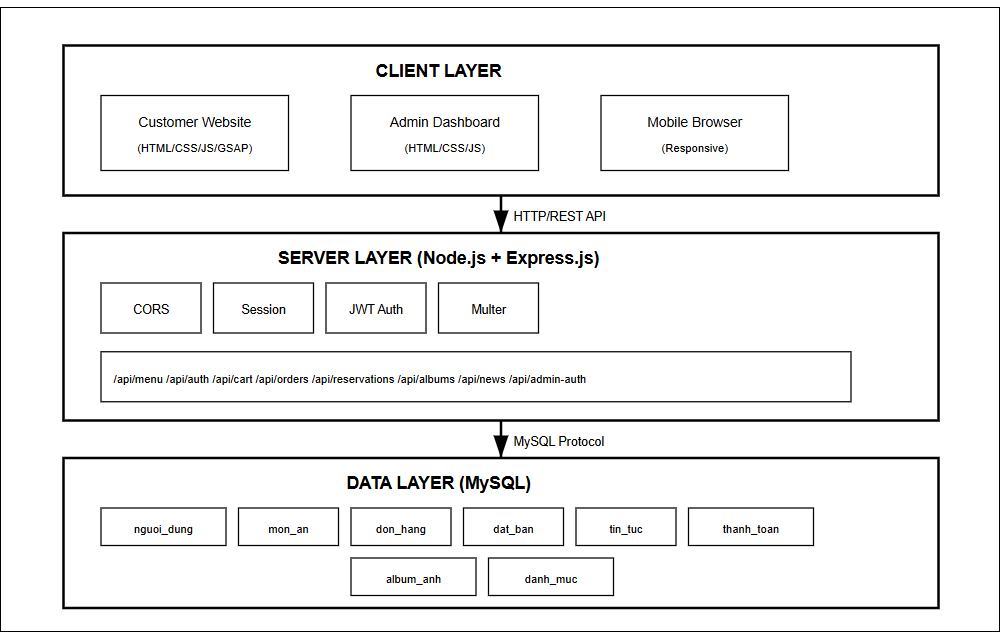 CLIENT LAYER
Customer Website
(HTML/CSS/JS/GSAP)
Admin Dashboard
(HTML/CSS/JS)
Mobile Browser
(Responsive)
HTTP/REST API
SERVER LAYER (Node.js + Express.js)
CORS
Session
JWT Auth
Multer
/api/menu /api/auth /api/cart /api/orders /api/reservations /api/albums /api/news /api/admin-auth
MySQL Protocol
DATA LAYER (MySQL)
nguoi_dung
mon_an
don_hang
dat_ban
tin_tuc
thanh_toan
album_anh
danh_muc